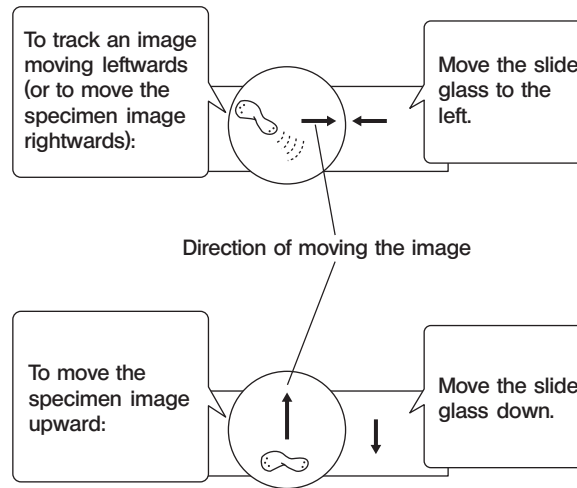 To track an image
moving leftwards
(or to move the
specimen image
rightwards):
Move the slide
glass to the
left.
Direction of moving the image
To move the
specimen image
upward:
Move the slide
glass down.